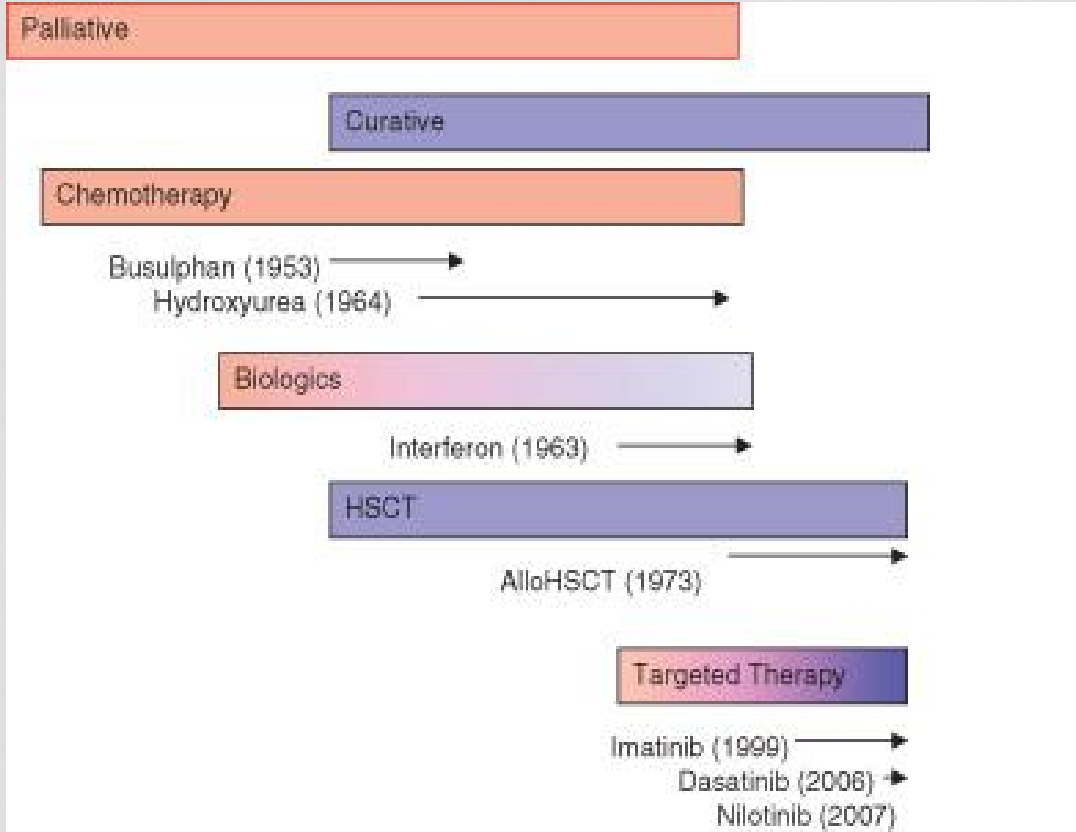 Palliative
Curative
Chemotherapy
Busulphan (1953)
Hydroxyurea (1964)
Biologics
Interferon (1963)
HSCT
AlloHSCT (1973)
Targeted Therapy
Imatinib (1999)
Dasatinib (2006)
Nilotinib (2007)